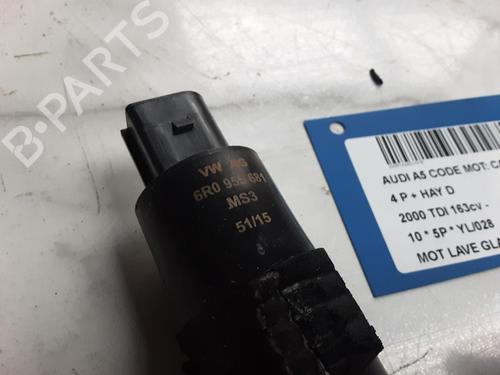 B-PARTS
VW AG
6R0 955 681
.MS3
51/15
AUDI A5 CODE MOT:
4 P + HAY D
2000 TDI 163cv -
10 * 5P * YL/028
MOT LAVE